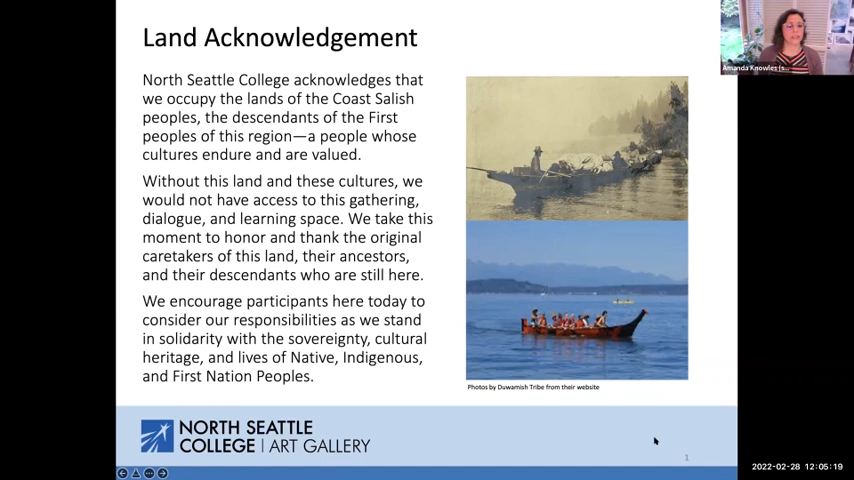 Land Acknowledgement
North Seattle College acknowledges that
we occupy the lands of the Coast Salish
peoples, the descendants of the First
peoples of this region—a people whose
cultures endure and are valued.
Without this land and these cultures, we
would not have access to this gathering,
dialogue, and learning space. We take this
moment to honor and thank the original
caretakers of this land, their ancestors,
and their descendants who are still here.
We encourage participants here today to
consider our responsibilities as we stand
in solidarity with the sovereignty, cultural
heritage, and lives of Native, Indigenous,
and First Nation Peoples.
Photos by Duwamish Tribe from their website
NORTH SEATTLE
COLLEGE | ART GALLERY
1
Amanda Knowles (s...
2022-02-28 12:05:19